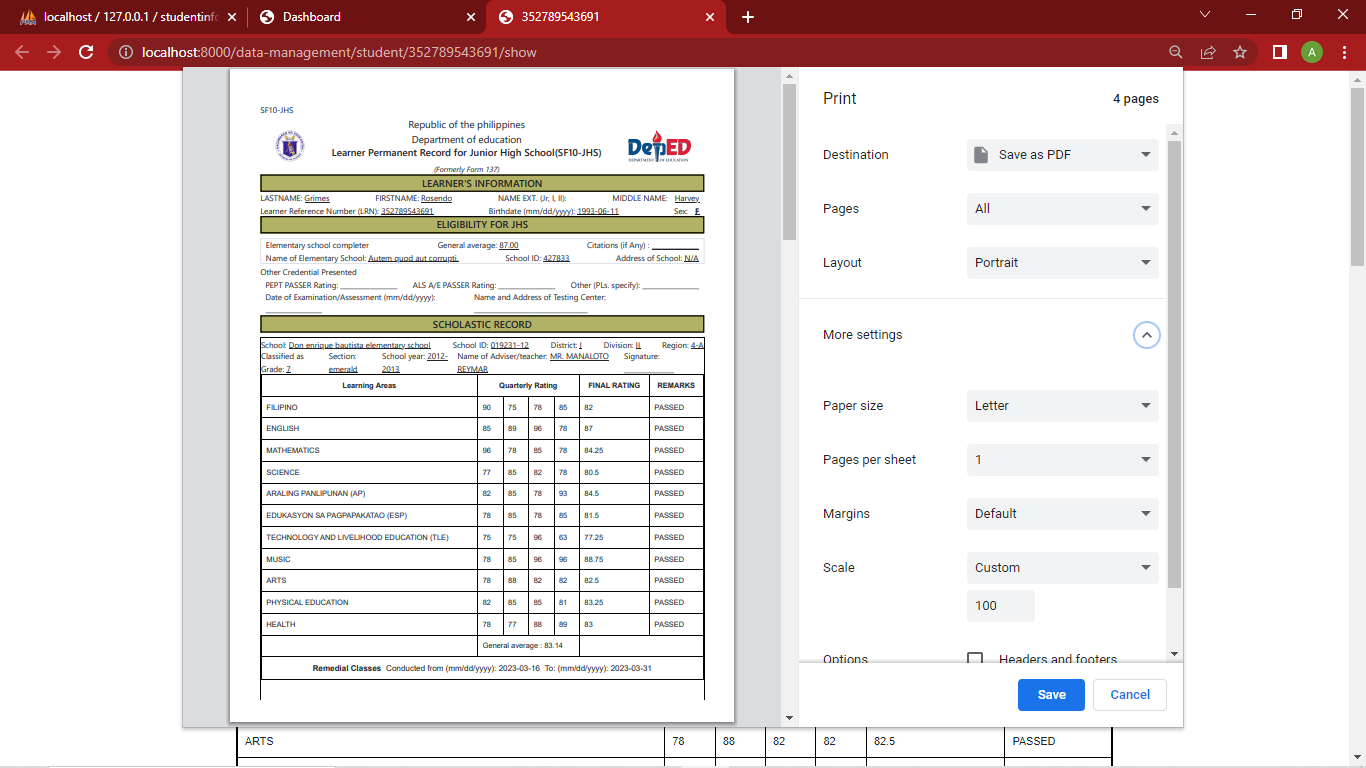 localhost / 127.0.0.1 / studentinfo
Dashboard
352789543691
localhost:8000/data-management/student/352789543691/show
A
SF10-JHS
Republic of the philippines
Department of education
Learner Permanent Record for Junior High School(SF10-JHS)
(Formerly Form 137)
DepED
DEPARTMENT OF EDUCATION
LEARNER'S INFORMATION
LASTNAME: Grimes FIRSTNAME: Rosendo NAME EXT. (Jr, I, II): MIDDLE NAME: Harvey
Learner Reference Number (LRN): 352789543691 Birthdate (mm/dd/yyyy): 1993-06-11 Sex: F
ELIGIBILITY FOR JHS
Elementary school completer General average: 87.00 Citations (if Any) :
Name of Elementary School: Autem quod aut corrupti. School ID: 427833 Address of School: N/A
Other Credential Presented
PEPT PASSER Rating: ALS A/E PASSER Rating: Other (PLs. specify):
Date of Examination/Assessment (mm/dd/yyyy): Name and Address of Testing Center:
SCHOLASTIC RECORD
School: Don enrique bautista elementary school School ID: 019231-12 District: I Division: II Region: 4-A
Classified as Section: School year: 2012- Name of Adviser/teacher: MR. MANALOTO Signature:
Grade: 7 emerald 2013 REYMAR
Learning Areas Quarterly Rating FINAL RATING REMARKS
FILIPINO 90 75 78 85 82 PASSED
ENGLISH 85 89 96 78 87 PASSED
MATHEMATICS 96 78 85 78 84.25 PASSED
SCIENCE 77 85 82 78 80.5 PASSED
ARALING PANLIPUNAN (AP) 82 85 78 93 84.5 PASSED
EDUKASYON SA PAGPAPAKATAO (ESP) 78 85 78 85 81.5 PASSED
TECHNOLOGY AND LIVELIHOOD EDUCATION (TLE) 75 75 96 63 77.25 PASSED
MUSIC 78 85 96 96 88.75 PASSED
ARTS 78 88 82 82 82.5 PASSED
PHYSICAL EDUCATION 82 85 85 81 83.25 PASSED
HEALTH 78 77 88 89 83 PASSED
General average : 83.14
Remedial Classes Conducted from (mm/dd/yyyy): 2023-03-16 To: (mm/dd/yyyy): 2023-03-31
Print 4 pages
Destination Save as PDF
Pages All
Layout Portrait
More settings
Paper size Letter
Pages per sheet 1
Margins Default
Scale Custom
100
Options Headers and footers
Save Cancel
ARTS 78 88 82 82 82.5 PASSED